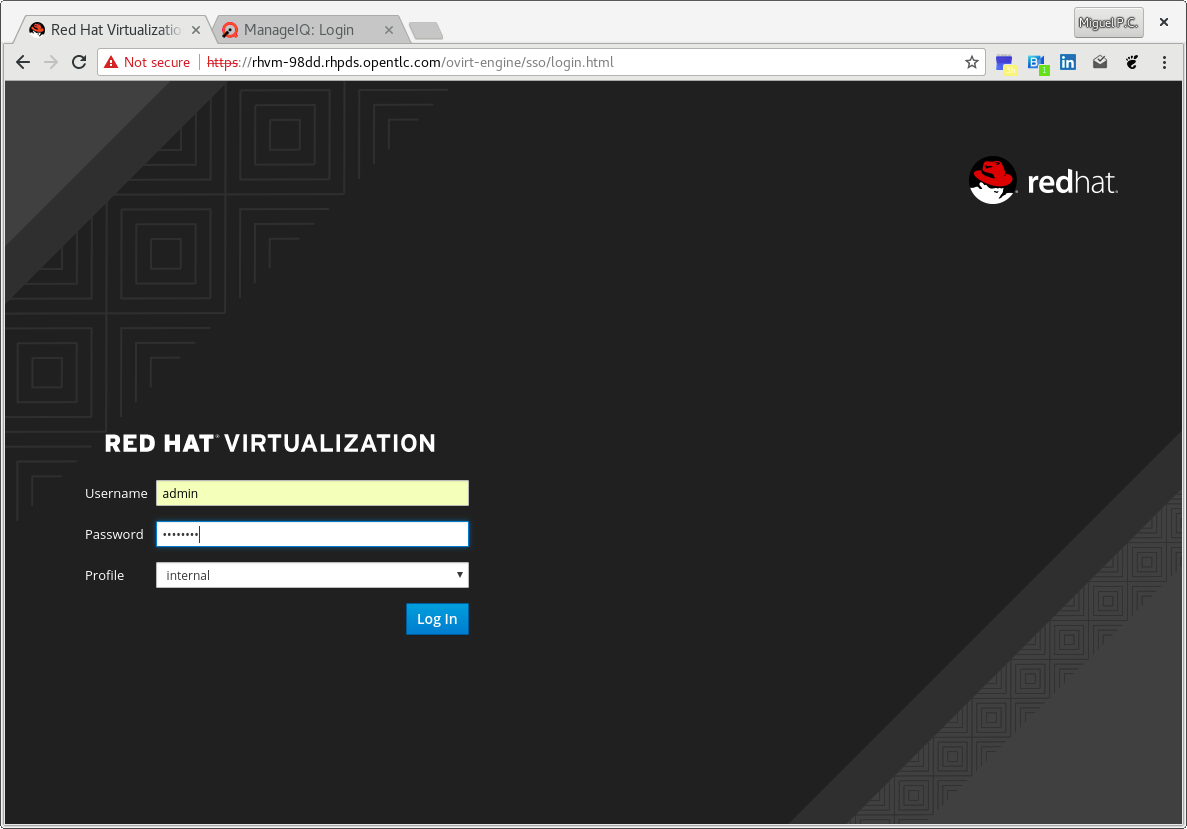 Red Hat Virtualizatio
ManageIQ: Login
Miguel P.C.
Not secure
https://rhvm-98dd.rhpds.opentlc.com/ovirt-engine/sso/login.html
redhat.
RED HAT® VIRTUALIZATION
Username admin
Password ••••••••
Profile internal
Log In